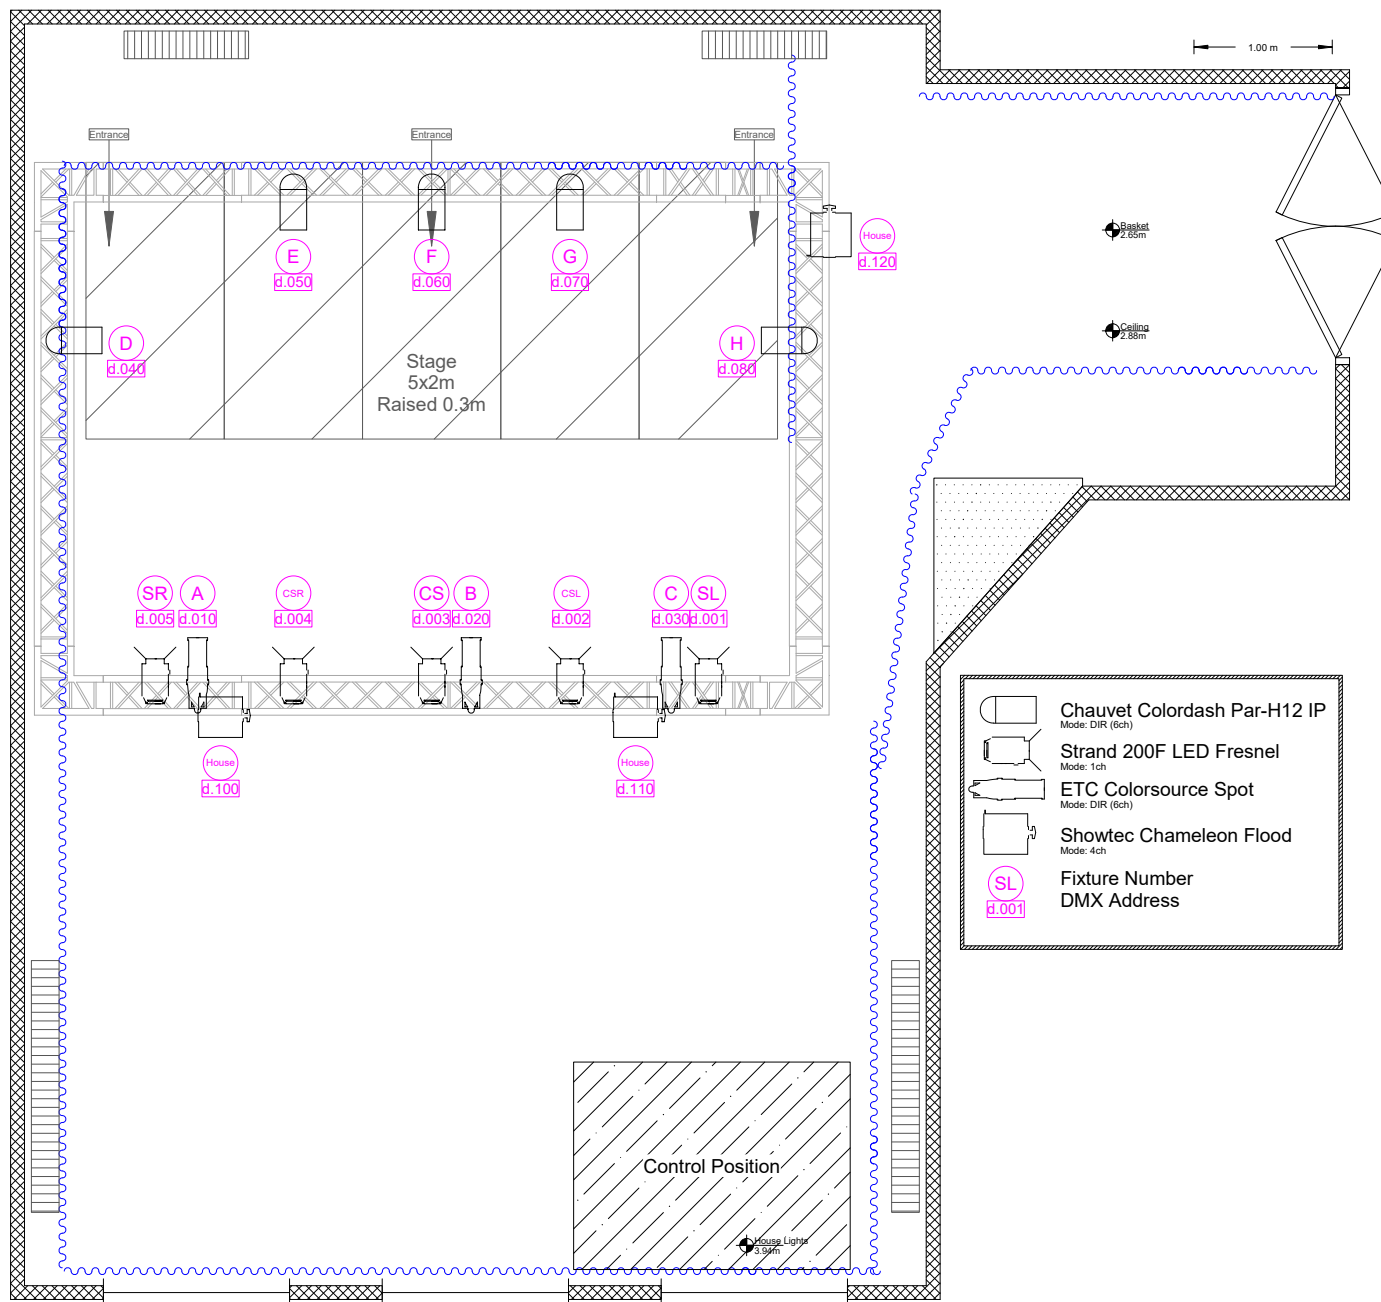 1.00 m
Entrance
Entrance
Entrance
E
d.050
F
d.060
G
d.070
House
d.120
Basket
2.65m
D
d.040
H
d.080
Ceiling
2.88m
Stage
5x2m
Raised 0.3m
SR
d.005
A
d.010
CSR
d.004
CS
d.003
B
d.020
CSL
d.002
C
d.030
SL
d.001
House
d.100
House
d.110
Chauvet Colordash Par-H12 IP
Mode: DIR (6ch)
Strand 200F LED Fresnel
Mode: 1ch
ETC Colorsource Spot
Mode: DIR (6ch)
Showtec Chameleon Flood
Mode: 4ch
SL
d.001
Fixture Number
DMX Address
Control Position
House Lights
3.94m